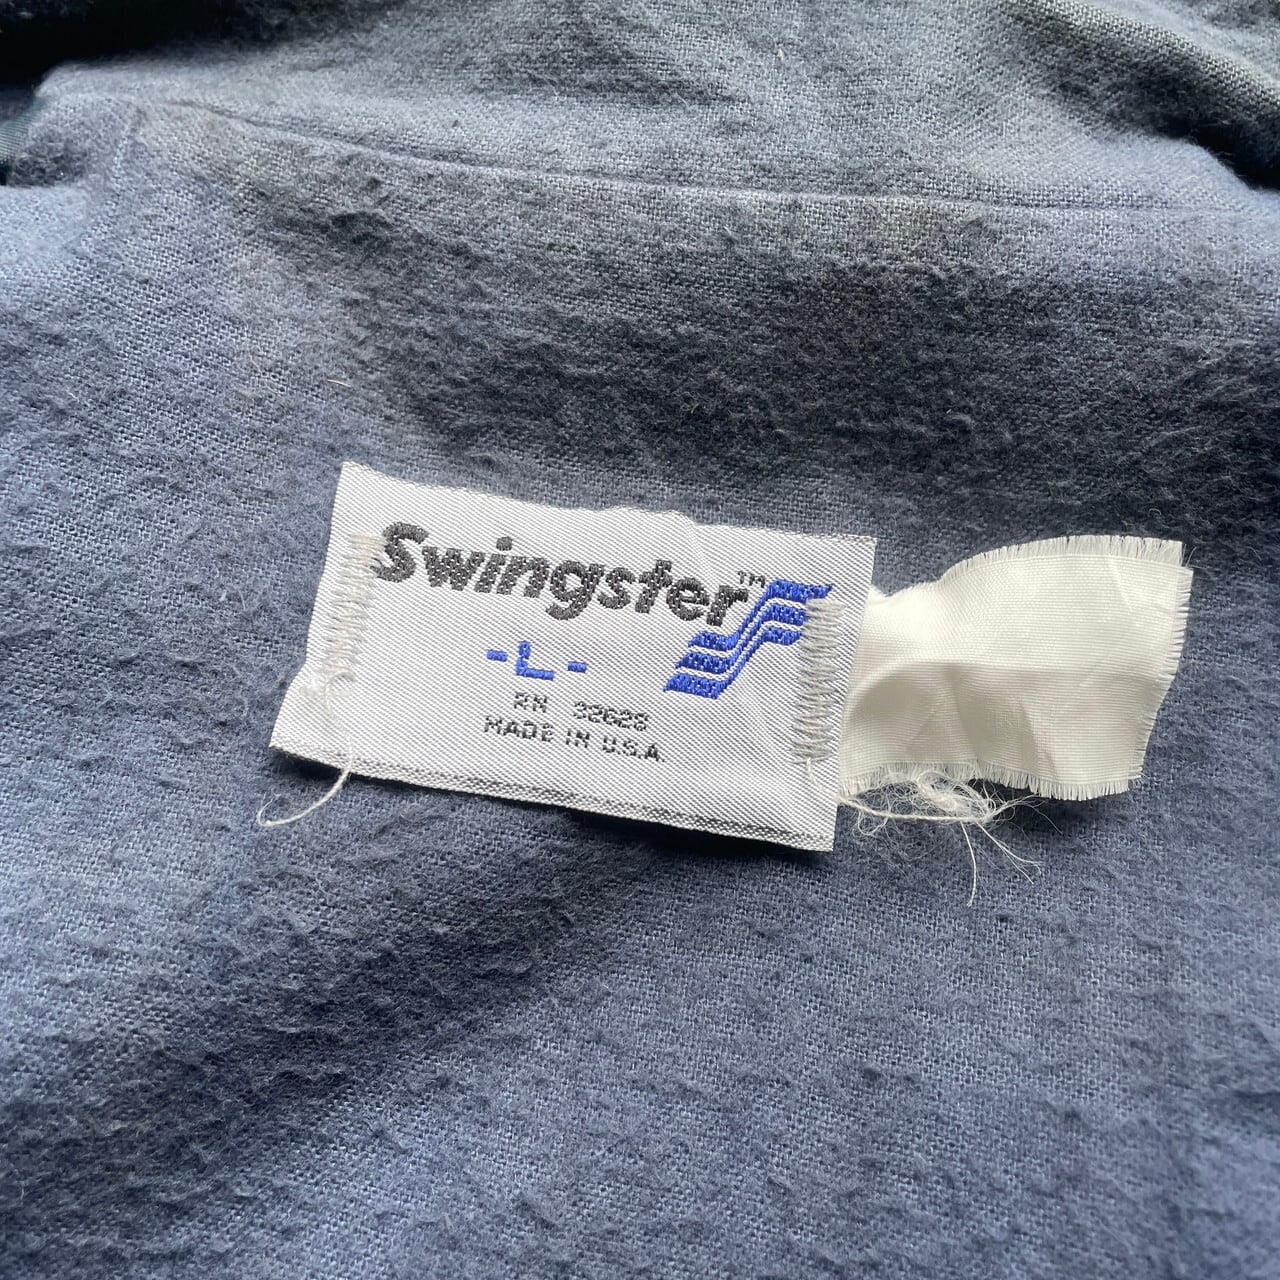 Swingster™
-L-
RN 32628
MADE IN U.S.A.